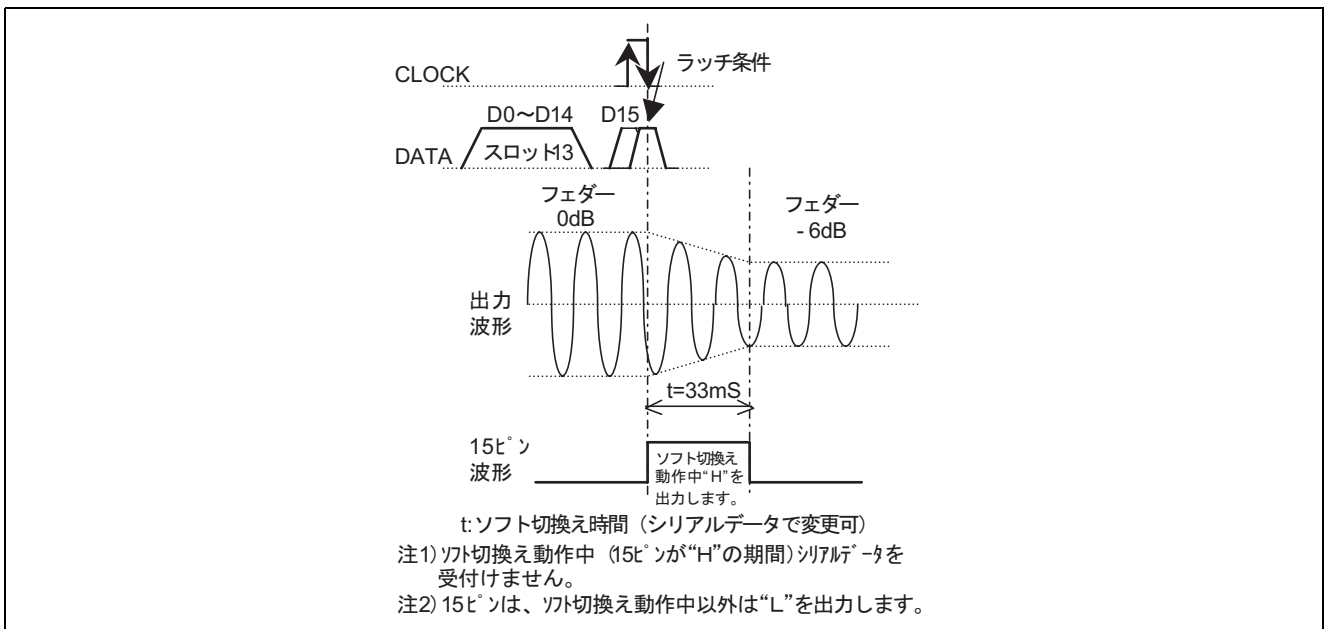 CLOCK
ラッチ条件
D0～D14
D15
DATA
スロット13
フェダー
0dB
フェダー
- 6dB
出力
波形
t=33mS
15ﾋﾟﾝ
波形
ソフト切換え
動作中“H”を
出力します。
t:ソフト切換え時間（シリアルデータで変更可）
注1)ｿﾌﾄ切換え動作中（15ﾋﾟﾝが“H”の期間)ｼﾘｱﾙﾃﾞｰﾀを
受付けません。
注2) 15ﾋﾟﾝは、ｿﾌﾄ切換え動作中以外は“L”を出力します。